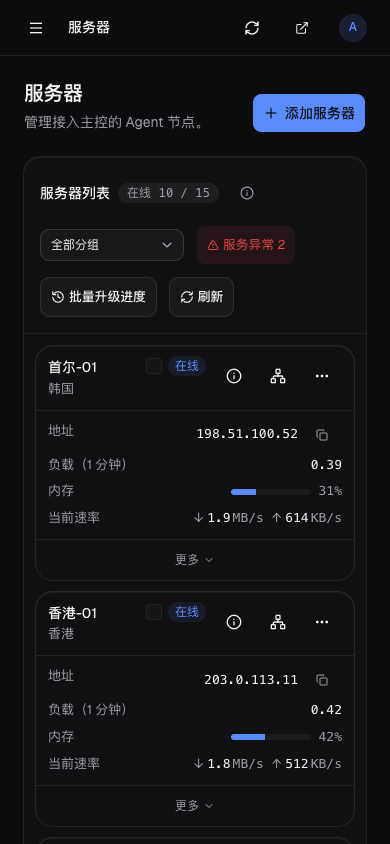 服务器
A
服务器
管理接入主控的 Agent 节点。
添加服务器
服务器列表 在线 10 / 15
全部分组
服务异常 2
批量升级进度
刷新
首尔-01
在线
韩国
地址 198.51.100.52
负载（1 分钟） 0.39
内存 31%
当前速率 ↓1.9MB/s ↑614KB/s
更多
香港-01
在线
香港
地址 203.0.113.11
负载（1 分钟） 0.42
内存 42%
当前速率 ↓1.8MB/s ↑512KB/s
更多